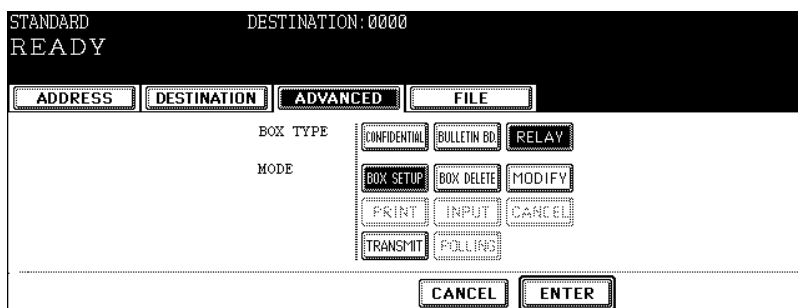 STANDARD DESTINATION:0000
READY
ADDRESS DESTINATION ADVANCED FILE
BOX TYPE CONFIDENTIAL BULLETIN BD. RELAY
MODE BOX SETUP BOX DELETE MODIFY
PRINT INPUT CANCEL
TRANSMIT POLLING
CANCEL ENTER